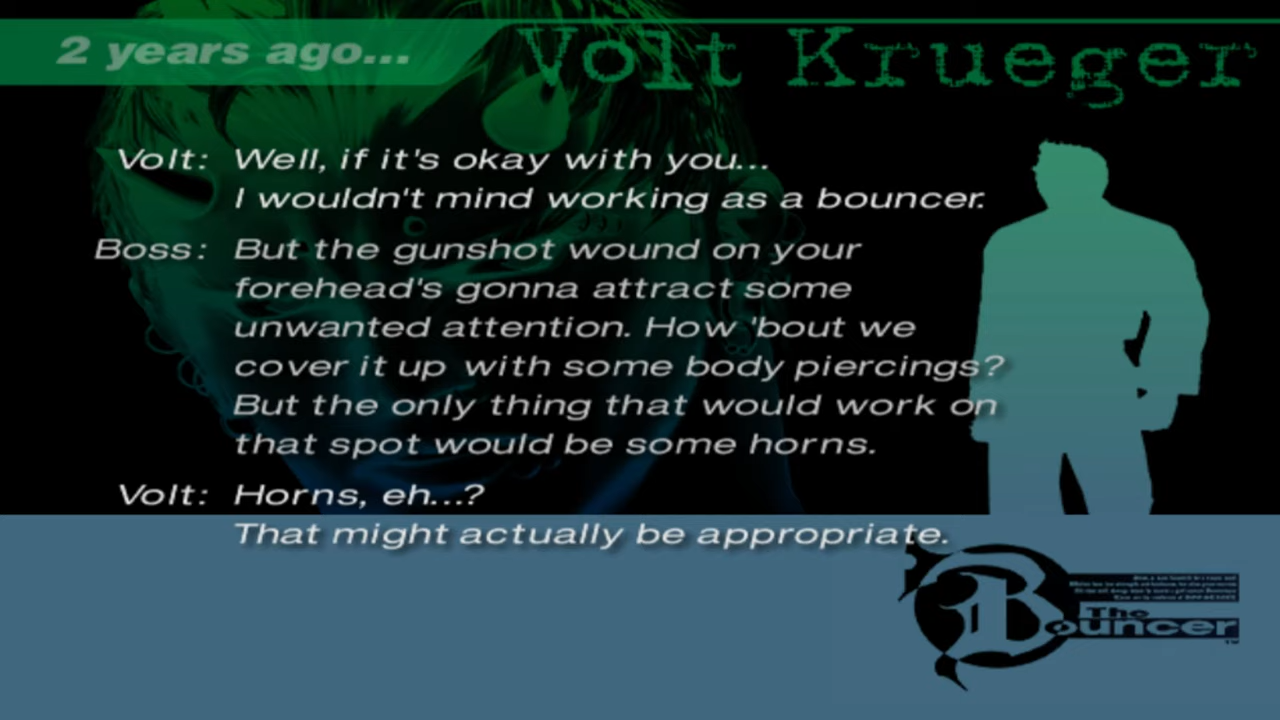 2 years ago...
Volt Krueger
Volt: Well, if it's okay with you...
I wouldn't mind working as a bouncer.
Boss: But the gunshot wound on your
forehead's gonna attract some
unwanted attention. How 'bout we
cover it up with some body piercings?
But the only thing that would work on
that spot would be some horns.
Volt: Horns, eh...?
That might actually be appropriate.
B
The
Bouncer